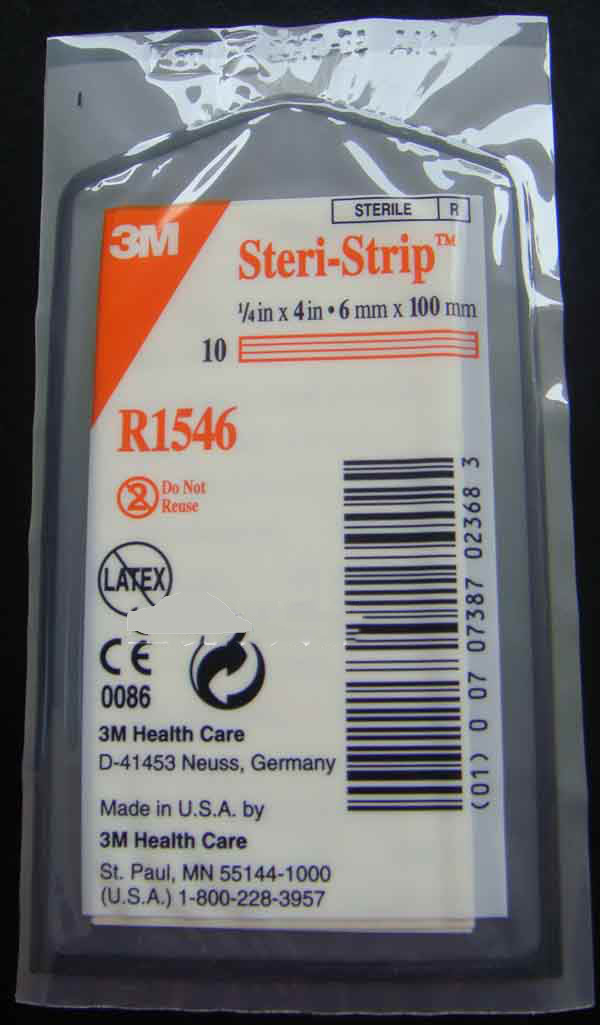 STERILE R
3M
Steri-Strip™
¼ in x 4 in • 6 mm x 100 mm
10
R1546
2 Do Not
Reuse
LATEX
CE
0086
3M Health Care
D-41453 Neuss, Germany
Made in U.S.A. by
3M Health Care
St. Paul, MN 55144-1000
(U.S.A.) 1-800-228-3957
(01) 0 07 07387 02368 3